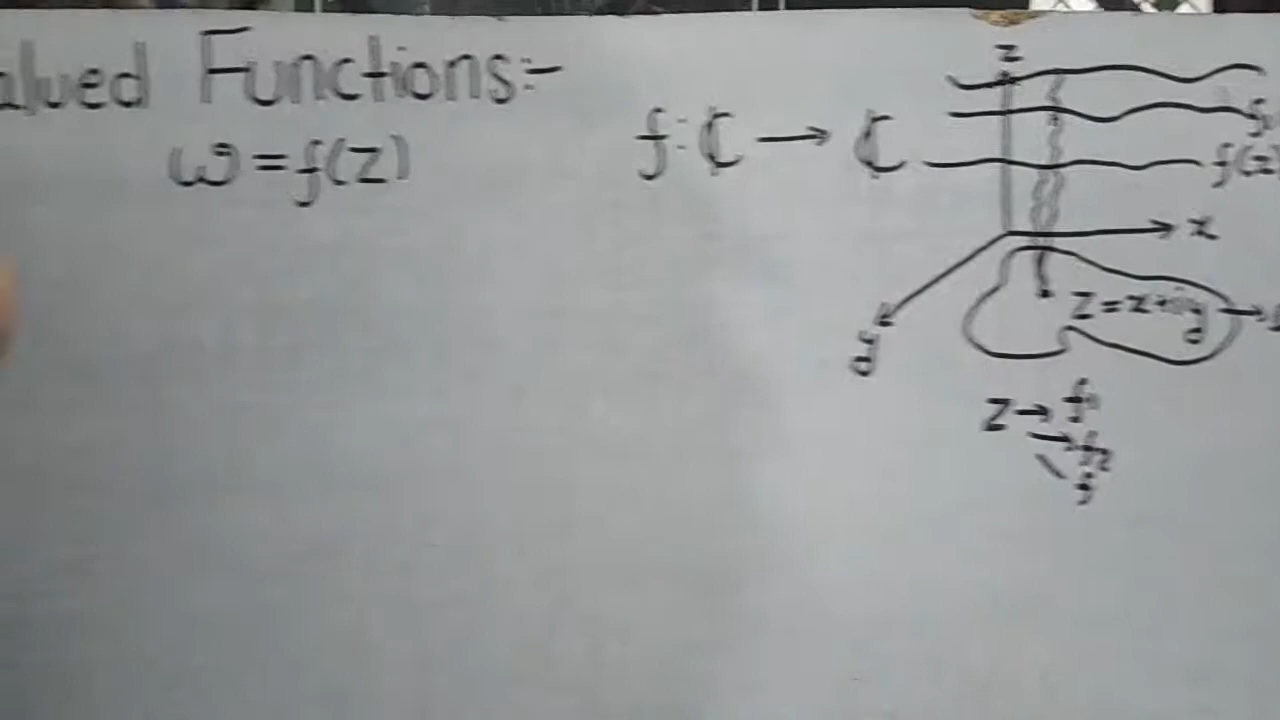 alued Functions:-
ω = f(z)
f: ℂ → ℂ
z
f(z)
x
y
z = x + iy →
z → f₁
→ f₂